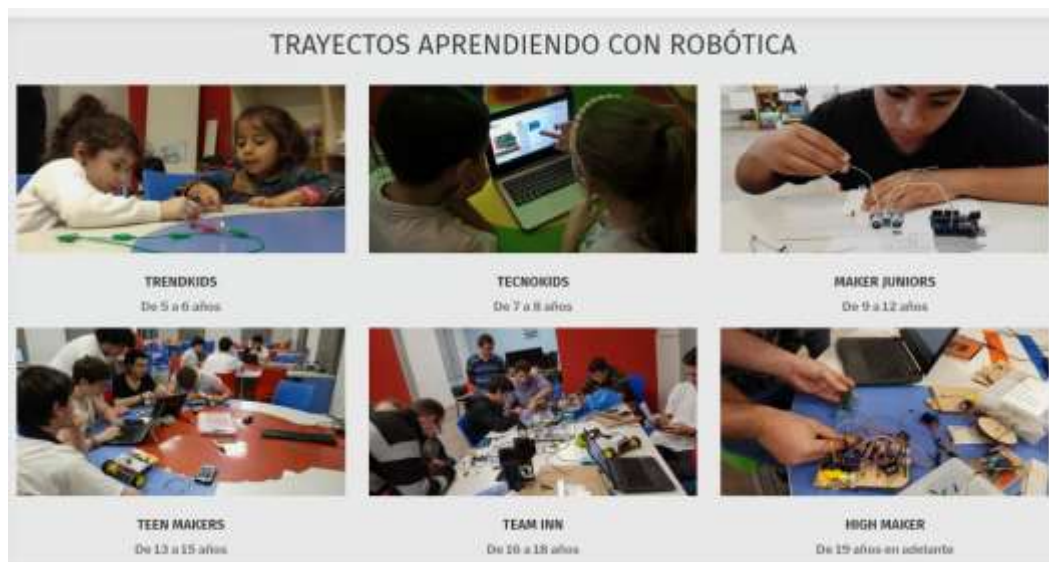 TRAYECTOS APRENDIENDO CON ROBÓTICA
TRENDKIDS
De 5 a 6 años
TECNOKIDS
De 7 a 8 años
MAKER JUNIORS
De 9 a 12 años
TEEN MAKERS
De 13 a 15 años
TEAM INN
De 16 a 18 años
HIGH MAKER
De 19 años en adelante